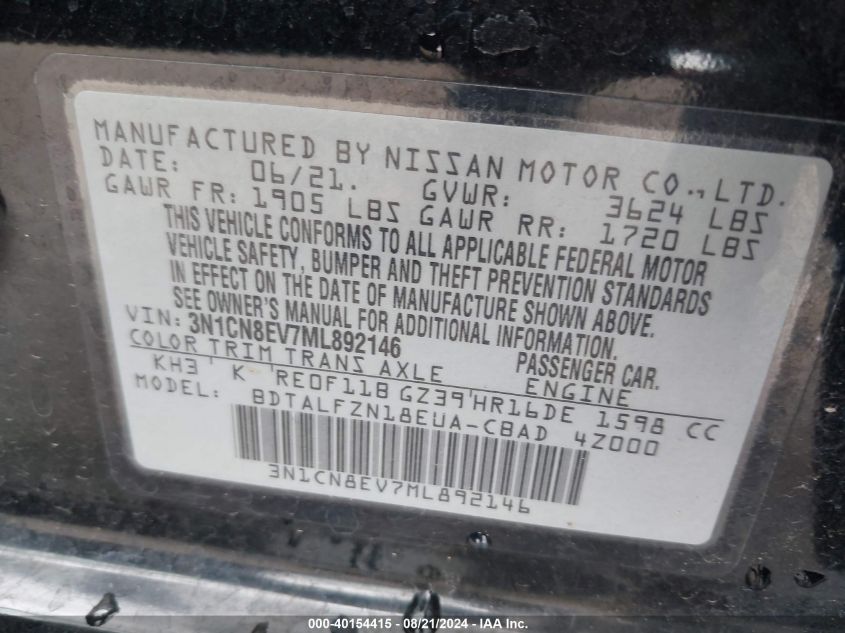 MANUFACTURED BY NISSAN MOTOR CO., LTD.
DATE: 06/21. GVWR: 3624 LBS
GAWR FR: 1905 LBS GAWR RR: 1720 LBS
THIS VEHICLE CONFORMS TO ALL APPLICABLE FEDERAL MOTOR
VEHICLE SAFETY, BUMPER AND THEFT PREVENTION STANDARDS
IN EFFECT ON THE DATE OF MANUFACTURE SHOWN ABOVE.
SEE OWNER'S MANUAL FOR ADDITIONAL INFORMATION.
VIN: 3N1CN8EV7ML892146 PASSENGER CAR.
COLOR TRIM TRANS AXLE ENGINE
KH3 K RE0F11B GZ39 HR16DE 1598 CC
MODEL: BDTALFZN18EUA-CBAD 4Z000
3N1CN8EV7ML892146
000-40154415 - 08/21/2024 - IAA Inc.